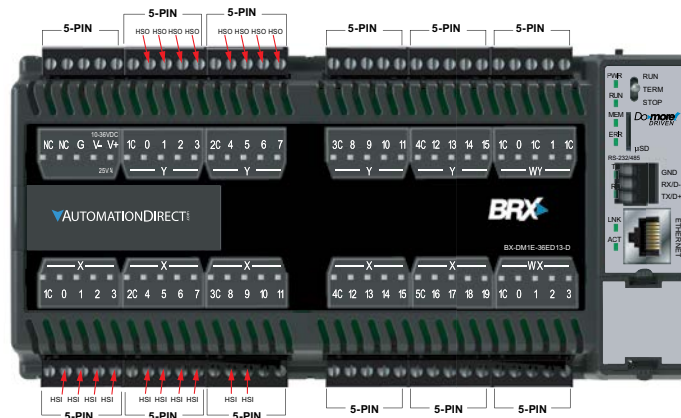 5-PIN 5-PIN 5-PIN 5-PIN 5-PIN 5-PIN
HSO HSO HSO HSO HSO HSO HSO HSO
PWR RUN
TERM
RUN STOP
MEM Do-more!
DRIVEN
ERR
µSD
10-36VDC
NC NC G V- V+ 1C 0 1 2 3 2C 4 5 6 7 3C 8 9 10 11 4C 12 13 14 15 1C 0 1C 1 1C
25V
Y Y Y Y WY
RS-232/485
GND
RX/D-
TX/D+
AUTOMATIONDIRECT
BRX
LNK
ACT
ETHERNET
BX-DM1E-36ED13-D
X X X X X WX
1C 0 1 2 3 2C 4 5 6 7 3C 8 9 10 11 4C 12 13 14 15 5C 16 17 18 19 1C 0 1 2 3
HSI HSI HSI HSI HSI HSI HSI HSI HSI HSI
5-PIN 5-PIN 5-PIN 5-PIN 5-PIN 5-PIN